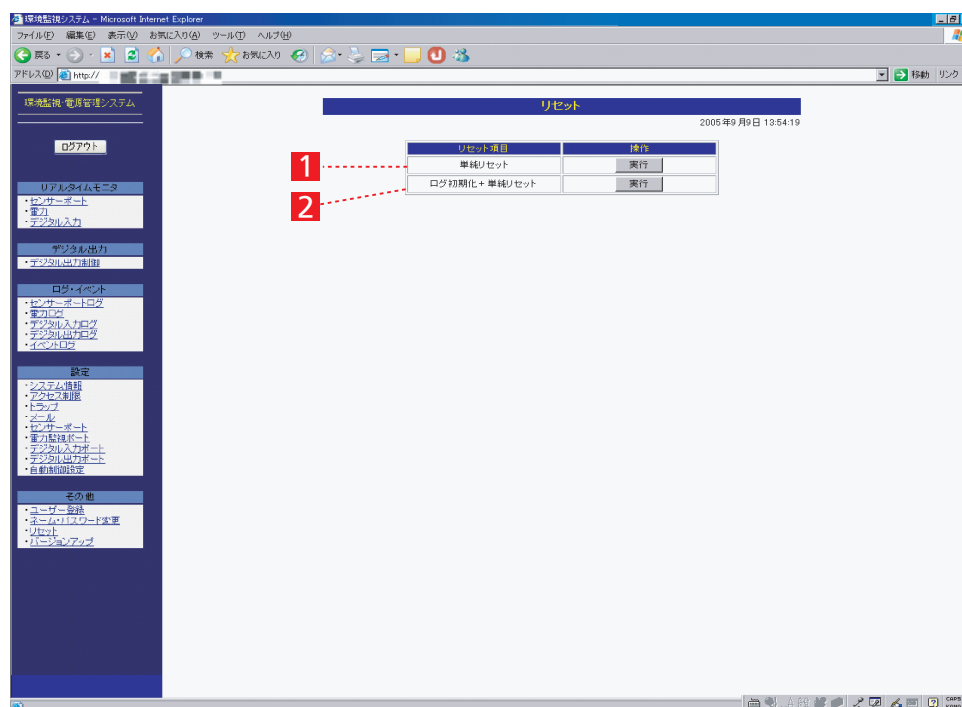 環境監視システム - Microsoft Internet Explorer
ファイル(F) 編集(E) 表示(V) お気に入り(A) ツール(T) ヘルプ(H)
戻る 検索 お気に入り
アドレス(D) http:// 移動 リンク
環境監視・電源管理システム
ログアウト
リアルタイムモニタ
・センサーポート
・電力
・デジタル入力
デジタル出力
・デジタル出力制御
ログ・イベント
・センサーポートログ
・電力ログ
・デジタル入力ログ
・デジタル出力ログ
・イベントログ
設定
・システム情報
・アクセス制限
・トラップ
・メール
・センサーポート
・電力監視ポート
・デジタル入力ポート
・デジタル出力ポート
・自動制御設定
その他
・ユーザー登録
・ネーム・パスワード変更
・リセット
・バージョンアップ
リセット
2005年9月9日 13:54:19
リセット項目 操作
1 単純リセット 実行
2 ログ初期化+単純リセット 実行
CAPS